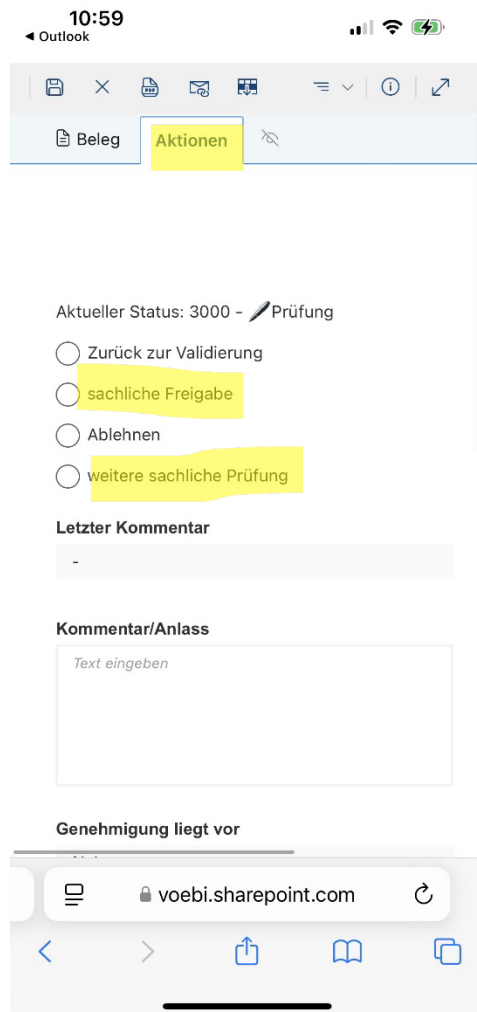 10:59
◀ Outlook
PDF
Beleg
Aktionen
Aktueller Status: 3000 - Prüfung
Zurück zur Validierung
sachliche Freigabe
Ablehnen
weitere sachliche Prüfung
Letzter Kommentar
-
Kommentar/Anlass
Text eingeben
Genehmigung liegt vor
voebi.sharepoint.com